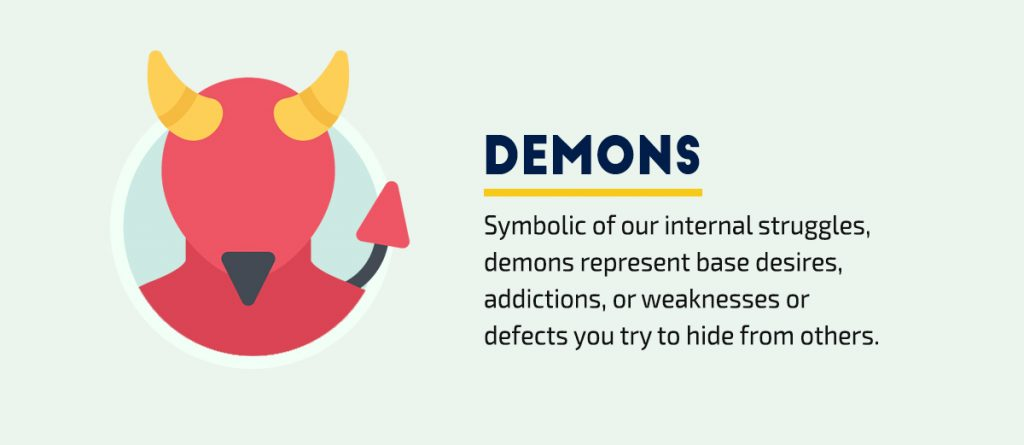 DEMONS
Symbolic of our internal struggles,
demons represent base desires,
addictions, or weaknesses or
defects you try to hide from others.